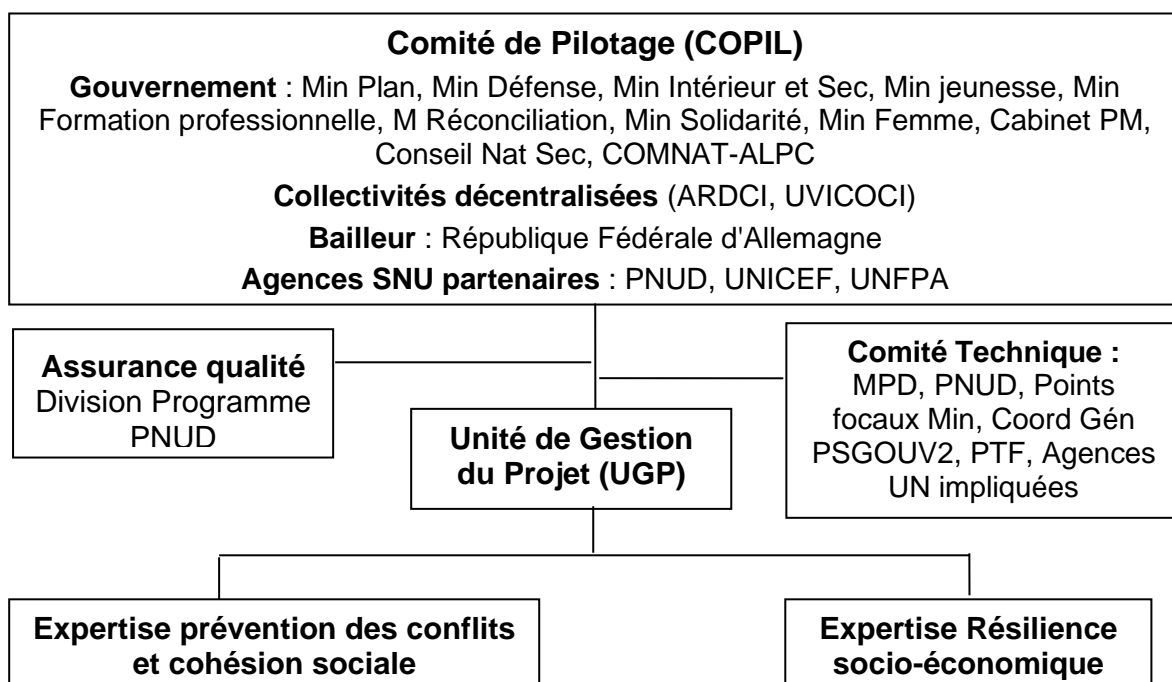 Comité de Pilotage (COPIL)
Gouvernement : Min Plan, Min Défense, Min Intérieur et Sec, Min jeunesse, Min
Formation professionnelle, M Réconciliation, Min Solidarité, Min Femme, Cabinet PM,
Conseil Nat Sec, COMNAT-ALPC
Collectivités décentralisées (ARDCI, UVICOCI)
Bailleur : République Fédérale d'Allemagne
Agences SNU partenaires : PNUD, UNICEF, UNFPA
Assurance qualité
Division Programme
PNUD
Comité Technique :
MPD, PNUD, Points
focaux Min, Coord Gén
PSGOUV2, PTF, Agences
UN impliquées
Unité de Gestion
du Projet (UGP)
Expertise prévention des conflits
et cohésion sociale
Expertise Résilience
socio-économique